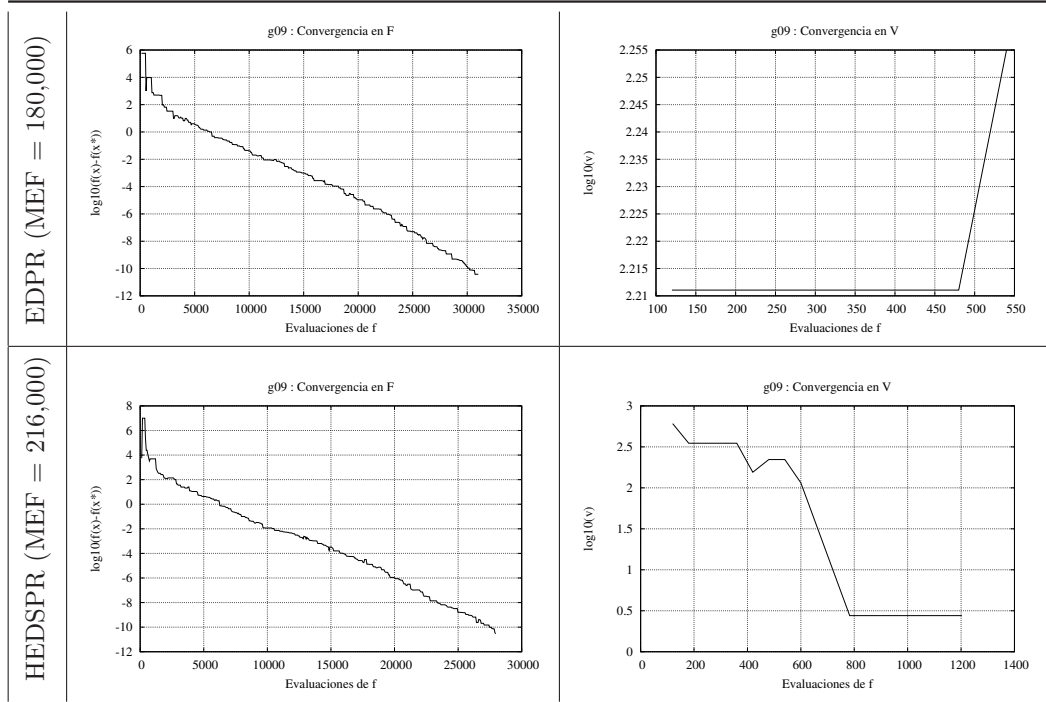 EDPR (MEF = 180,000)
g09 : Convergencia en F
log10(f(x)-f(x*))
6
4
2
0
-2
-4
-6
-8
-10
-12
0 5000 10000 15000 20000 25000 30000 35000
Evaluaciones de f
g09 : Convergencia en V
log10(v)
2.255
2.25
2.245
2.24
2.235
2.23
2.225
2.22
2.215
2.21
100 150 200 250 300 350 400 450 500 550
Evaluaciones de f
HEDSPR (MEF = 216,000)
g09 : Convergencia en F
log10(f(x)-f(x*))
8
6
4
2
0
-2
-4
-6
-8
-10
-12
0 5000 10000 15000 20000 25000 30000
Evaluaciones de f
g09 : Convergencia en V
log10(v)
3
2.5
2
1.5
1
0.5
0
0 200 400 600 800 1000 1200 1400
Evaluaciones de f